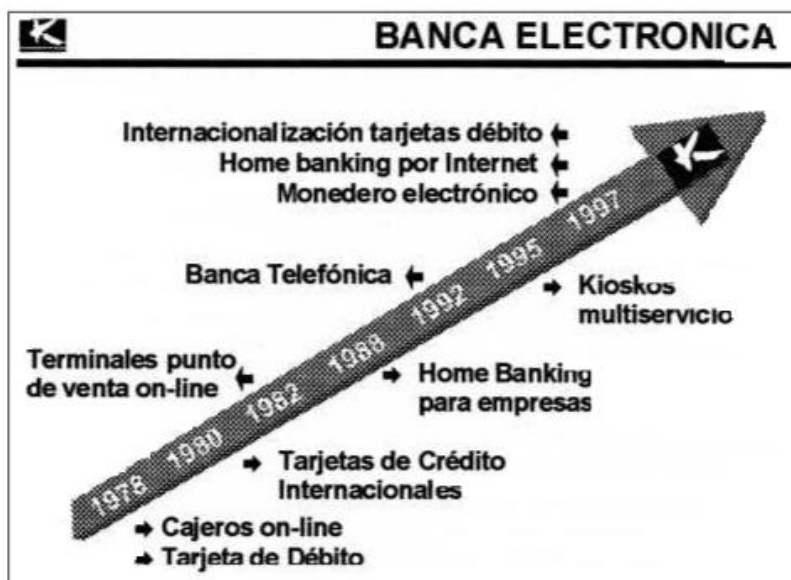 BANCA ELECTRONICA
Internacionalización tarjetas débito
Home banking por Internet
Monedero electrónico
1997
1995
Banca Telefónica
Kioskos
multiservicio
1992
1988
Terminales punto
de venta on-line
Home Banking
para empresas
1982
1980
Tarjetas de Crédito
Internacionales
1978
Cajeros on-line
Tarjeta de Débito